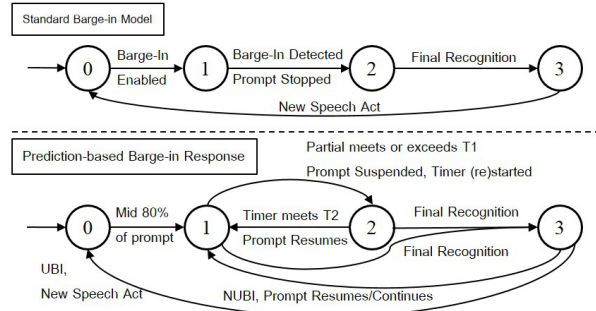 Standard Barge-in Model
Barge-In
Enabled
Barge-In Detected
Prompt Stopped
Final Recognition
0
1
2
3
New Speech Act
Prediction-based Barge-in Response
Partial meets or exceeds T1
Prompt Suspended, Timer (re)started
Mid 80%
of prompt
Timer meets T2
Prompt Resumes
Final Recognition
0
1
2
3
Final Recognition
UBI,
New Speech Act
NUBI, Prompt Resumes/Continues